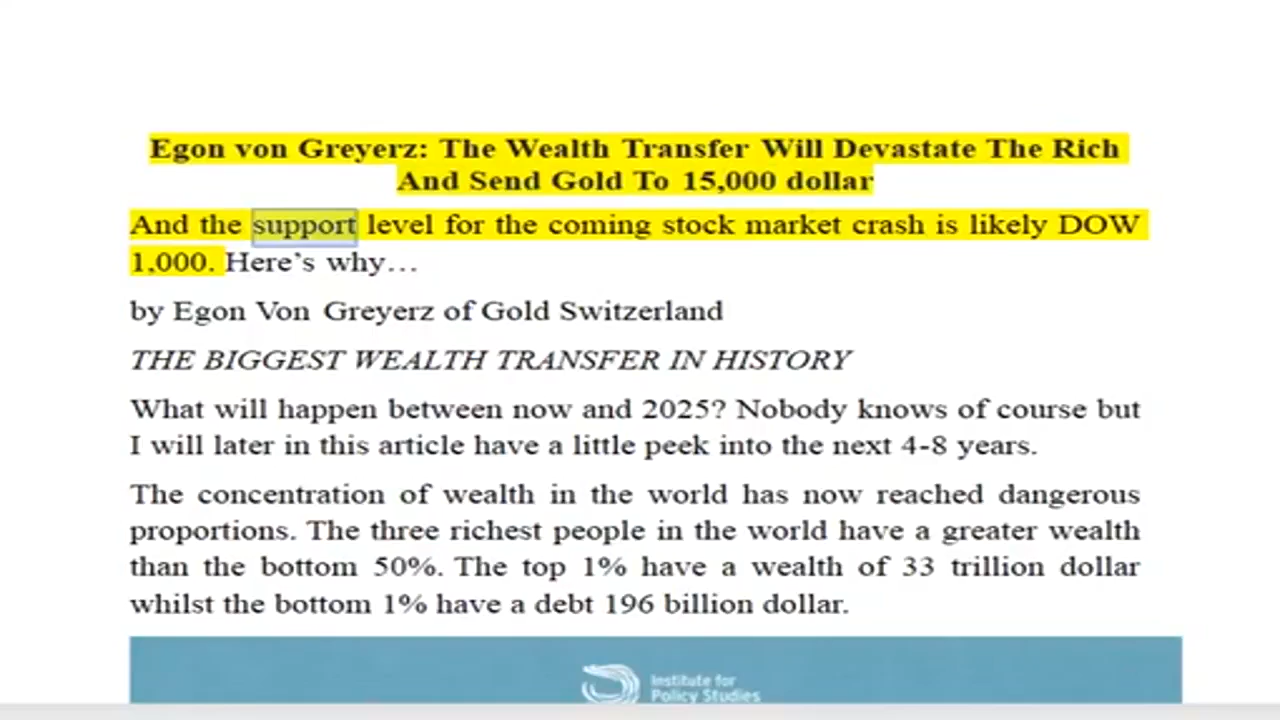 Egon von Greyerz: The Wealth Transfer Will Devastate The Rich
And Send Gold To 15,000 dollar
And the support level for the coming stock market crash is likely DOW
1,000. Here’s why…
by Egon Von Greyerz of Gold Switzerland
THE BIGGEST WEALTH TRANSFER IN HISTORY
What will happen between now and 2025? Nobody knows of course but
I will later in this article have a little peek into the next 4-8 years.
The concentration of wealth in the world has now reached dangerous
proportions. The three richest people in the world have a greater wealth
than the bottom 50%. The top 1% have a wealth of 33 trillion dollar
whilst the bottom 1% have a debt 196 billion dollar.
Institute for
Policy Studies